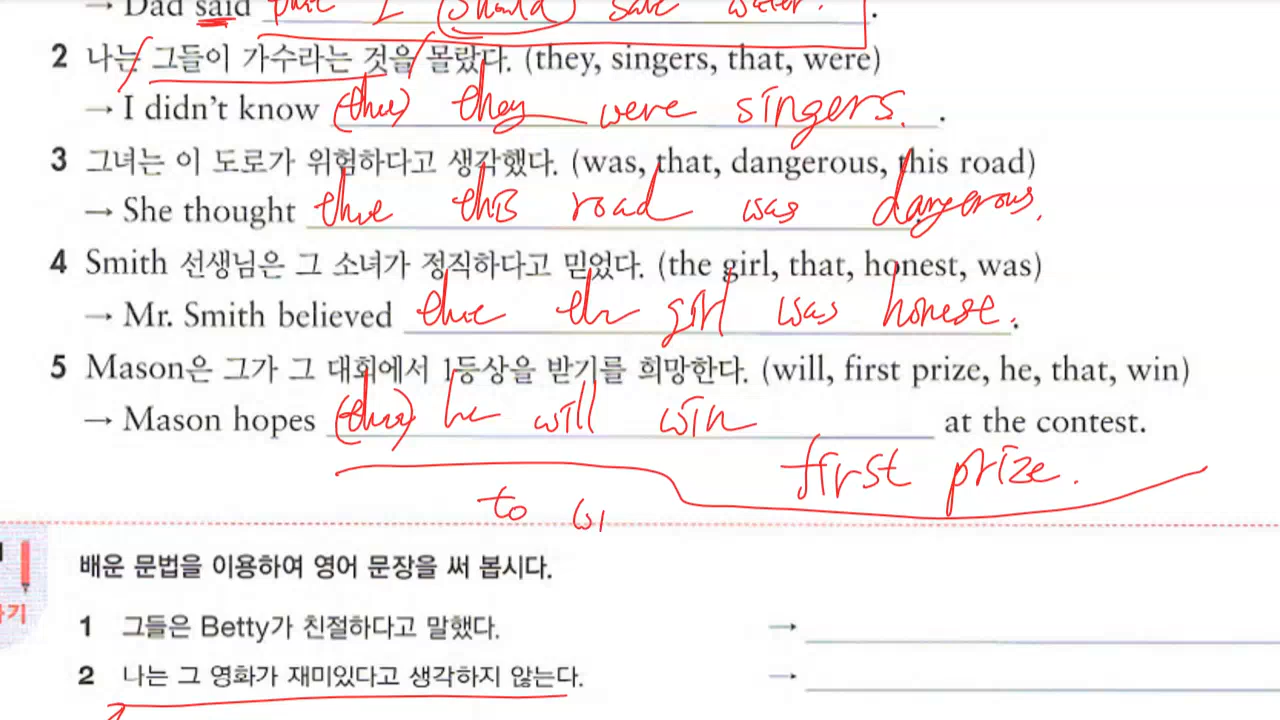 → Dad said that I should save water. .
2 나는 그들이 가수라는 것을 몰랐다. (they, singers, that, were)
→ I didn't know (that) they were singers. .
3 그녀는 이 도로가 위험하다고 생각했다. (was, that, dangerous, this road)
→ She thought that this road was dangerous.
4 Smith 선생님은 그 소녀가 정직하다고 믿었다. (the girl, that, honest, was)
→ Mr. Smith believed that the girl was honest. .
5 Mason은 그가 그 대회에서 1등상을 받기를 희망한다. (will, first prize, he, that, win)
→ Mason hopes (that) he will win at the contest.
first prize.
to wi
배운 문법을 이용하여 영어 문장을 써 봅시다.
1 그들은 Betty가 친절하다고 말했다. →
2 나는 그 영화가 재미있다고 생각하지 않는다. →